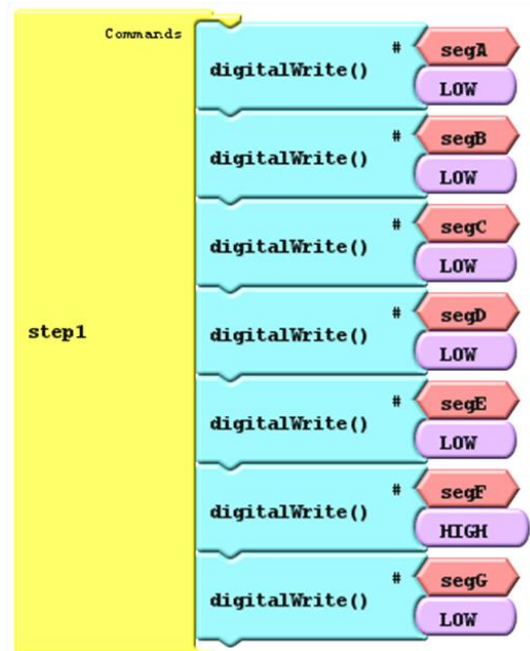 Commands
# segA
digitalWrite()
LOW
# segB
digitalWrite()
LOW
# segC
digitalWrite()
LOW
# segD
step1
digitalWrite()
LOW
# segE
digitalWrite()
LOW
# segF
digitalWrite()
HIGH
# segG
digitalWrite()
LOW